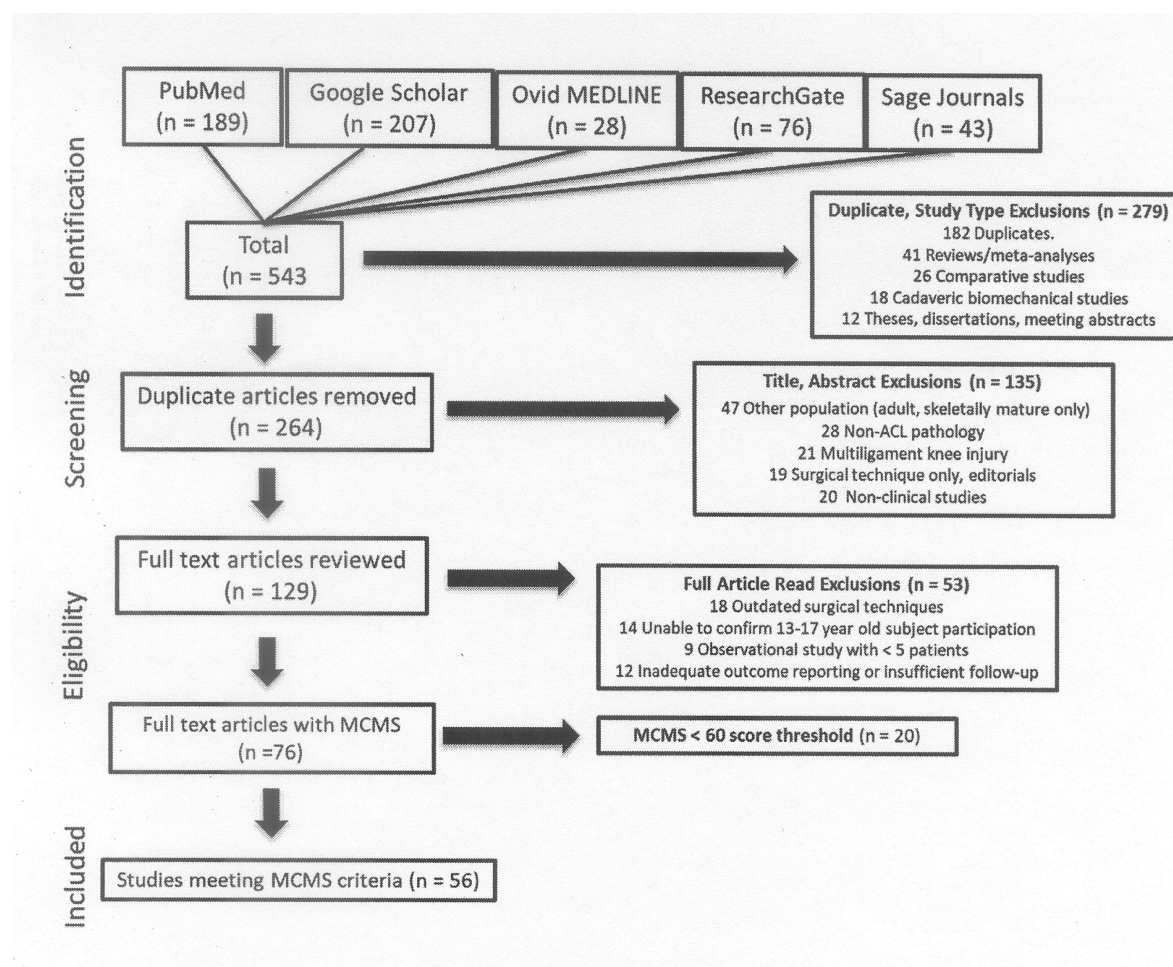 PubMed
(n = 189)
Google Scholar
(n = 207)
Ovid MEDLINE
(n = 28)
ResearchGate
(n = 76)
Sage Journals
(n = 43)
Identification
Total
(n = 543
Duplicate, Study Type Exclusions (n = 279)
182 Duplicates.
41 Reviews/meta-analyses
26 Comparative studies
18 Cadaveric biomechanical studies
12 Theses, dissertations, meeting abstracts
Screening
Duplicate articles removed
(n = 264)
Title, Abstract Exclusions (n = 135)
47 Other population (adult, skeletally mature only)
28 Non-ACL pathology
21 Multiligament knee injury
19 Surgical technique only, editorials
20 Non-clinical studies
Eligibility
Full text articles reviewed
(n = 129)
Full Article Read Exclusions (n = 53)
18 Outdated surgical techniques
14 Unable to confirm 13-17 year old subject participation
9 Observational study with < 5 patients
12 Inadequate outcome reporting or insufficient follow-up
Full text articles with MCMS
(n =76)
MCMS < 60 score threshold (n = 20)
Included
Studies meeting MCMS criteria (n = 56)